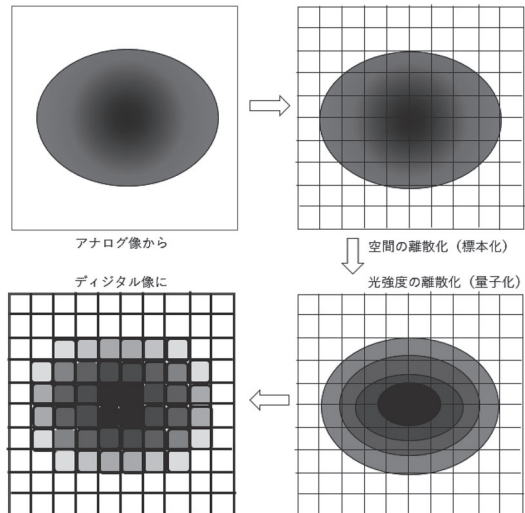 アナログ像から
空間の離散化（標本化）
ディジタル像に
光強度の離散化（量子化）